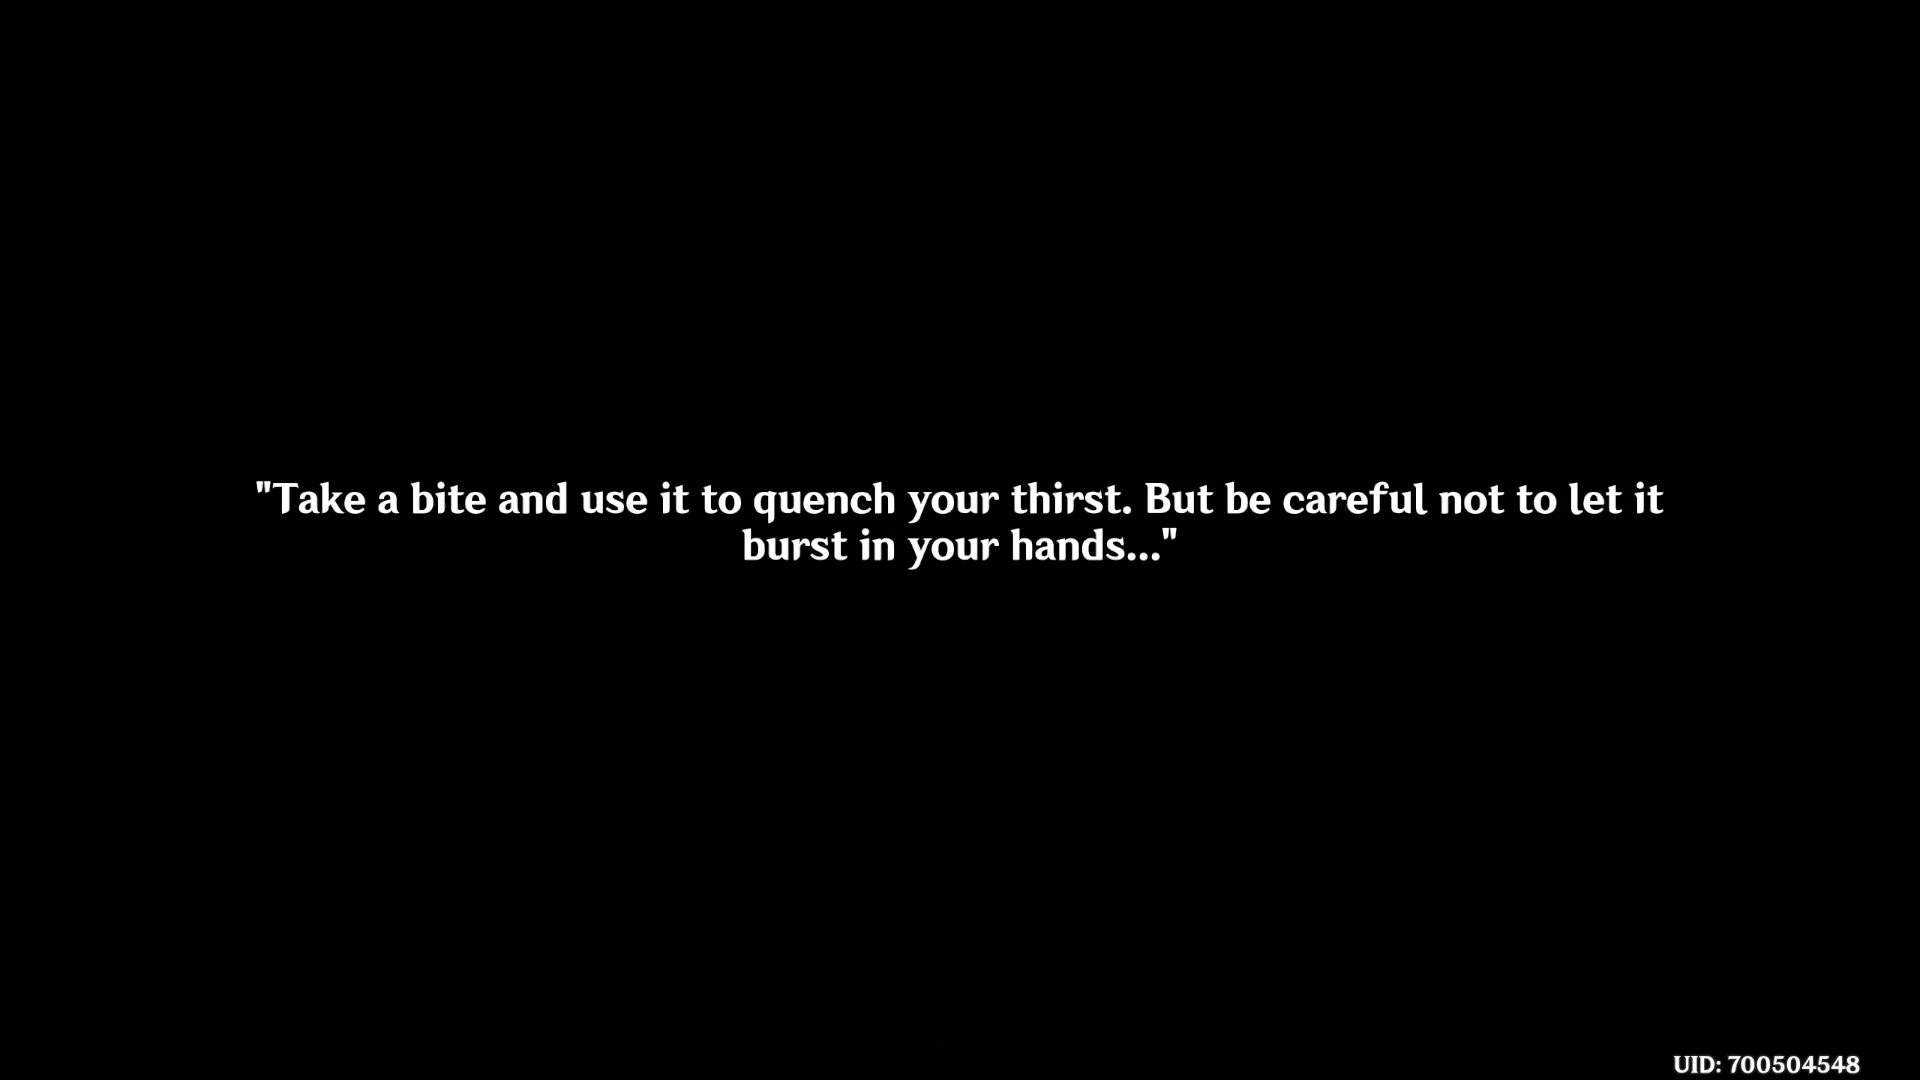 "Take a bite and use it to quench your thirst. But be careful not to let it
burst in your hands..."
UID: 700504548